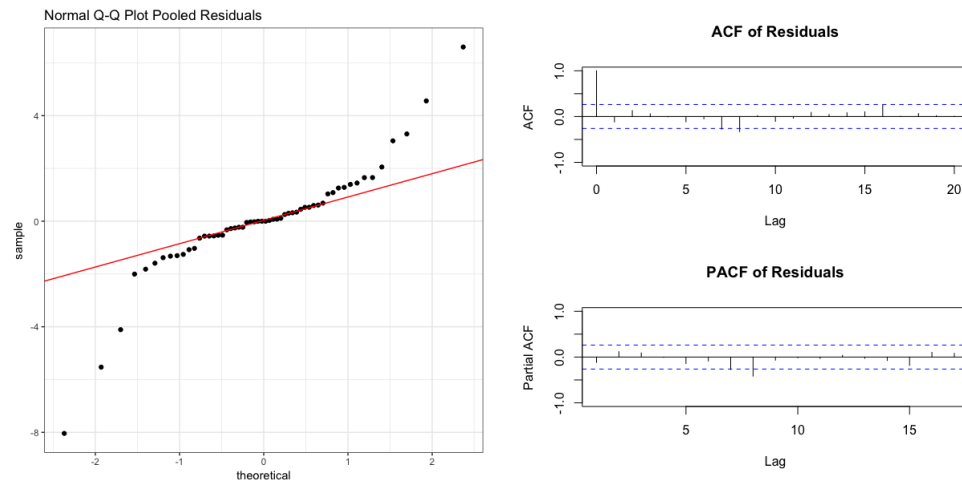 Normal Q-Q Plot Pooled Residuals
4
0
-4
-8
sample
-2
-1
0
1
2
theoretical
ACF of Residuals
1.0
0.0
-1.0
ACF
0
5
10
15
20
Lag
PACF of Residuals
1.0
0.0
-1.0
Partial ACF
5
10
15
Lag